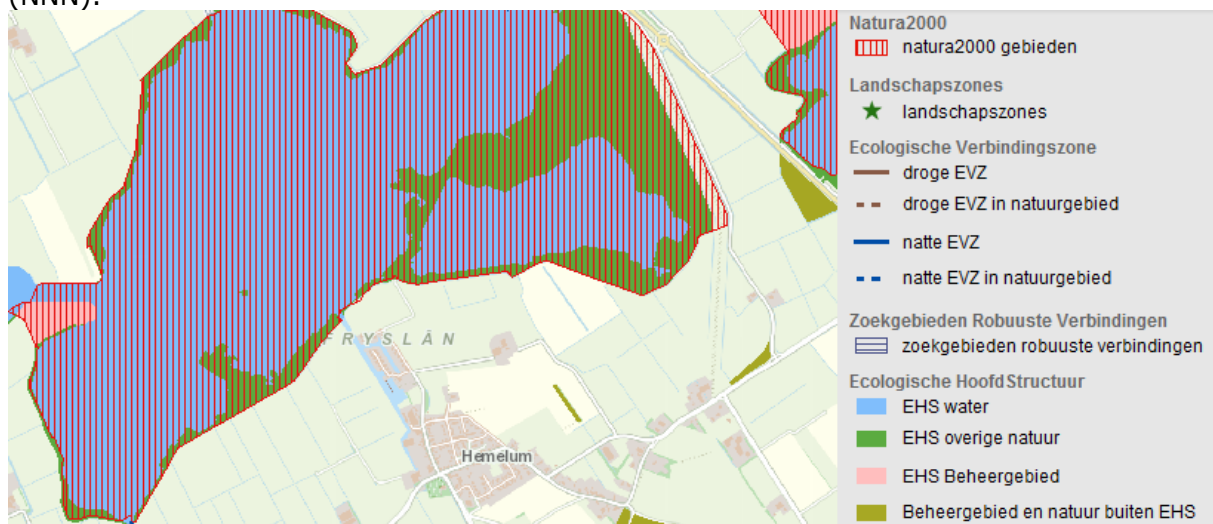 (NNN).
FRYSLÂN
Hemelum
Natura2000
natura2000 gebieden
Landschapszones
landschapszones
Ecologische Verbindingszone
droge EVZ
droge EVZ in natuurgebied
natte EVZ
natte EVZ in natuurgebied
Zoekgebieden Robuuste Verbindingen
zoekgebieden robuuste verbindingen
Ecologische HoofdStructuur
EHS water
EHS overige natuur
EHS Beheergebied
Beheergebied en natuur buiten EHS